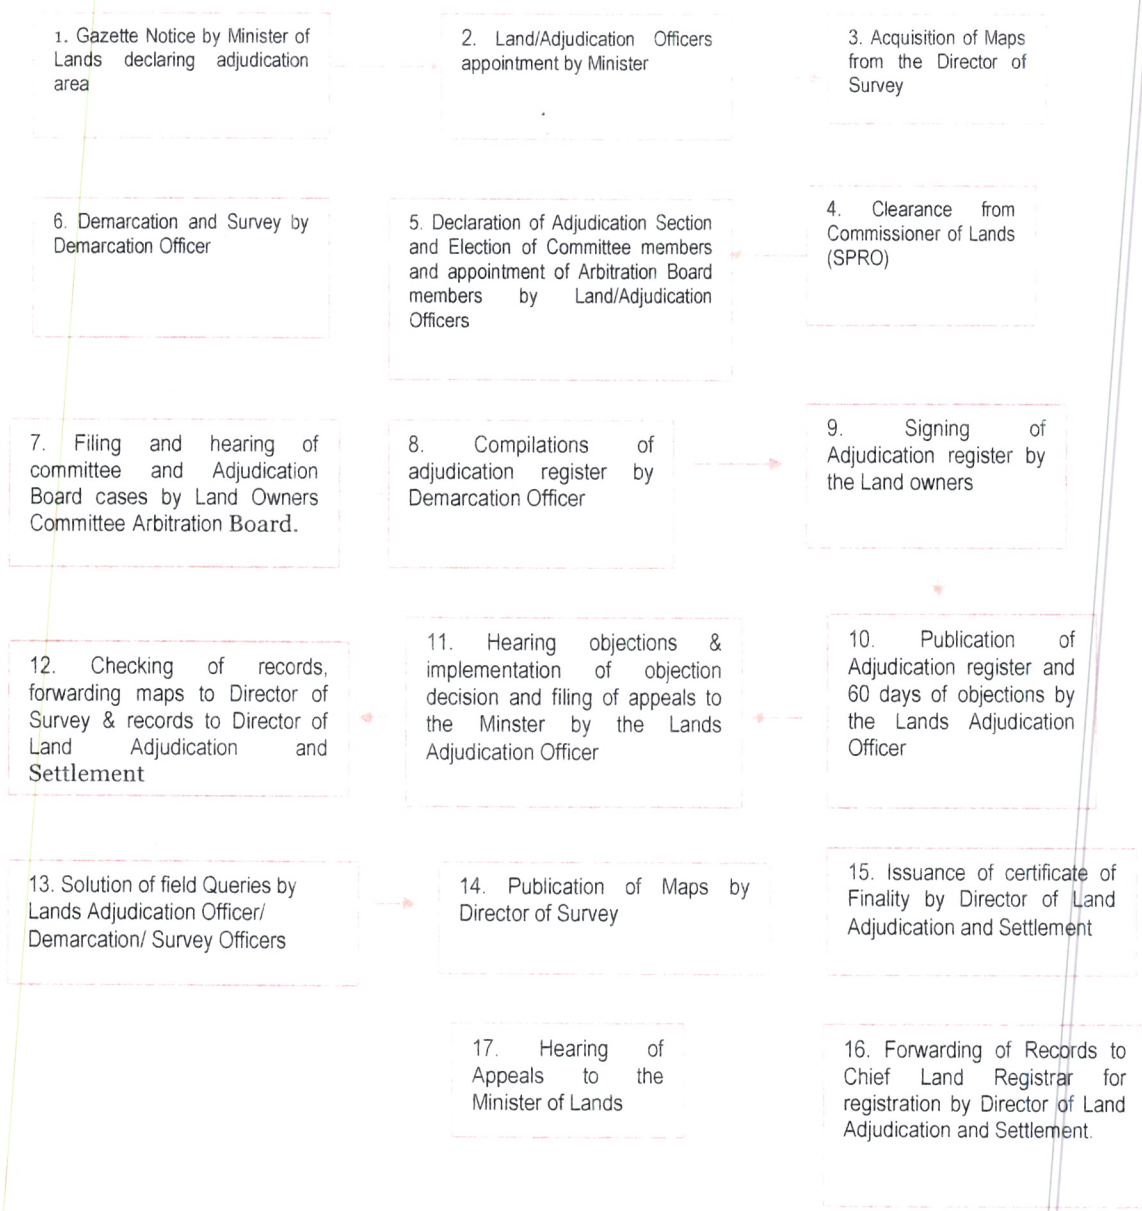 1. Gazette Notice by Minister of
Lands declaring adjudication
area
2. Land/Adjudication Officers
appointment by Minister
3. Acquisition of Maps
from the Director of
Survey
4. Clearance from
Commissioner of Lands
(SPRO)
5. Declaration of Adjudication Section
and Election of Committee members
and appointment of Arbitration Board
members by Land/Adjudication
Officers
6. Demarcation and Survey by
Demarcation Officer
7. Filing and hearing of
committee and Adjudication
Board cases by Land Owners
Committee Arbitration Board.
8. Compilations of
adjudication register by
Demarcation Officer
9. Signing of
Adjudication register by
the Land owners
10. Publication of
Adjudication register and
60 days of objections by
the Lands Adjudication
Officer
11. Hearing objections &
implementation of objection
decision and filing of appeals to
the Minster by the Lands
Adjudication Officer
12. Checking of records,
forwarding maps to Director of
Survey & records to Director of
Land Adjudication and
Settlement
13. Solution of field Queries by
Lands Adjudication Officer/
Demarcation/ Survey Officers
14. Publication of Maps by
Director of Survey
15. Issuance of certificate of
Finality by Director of Land
Adjudication and Settlement
16. Forwarding of Records to
Chief Land Registrar for
registration by Director of Land
Adjudication and Settlement.
17. Hearing of
Appeals to the
Minister of Lands